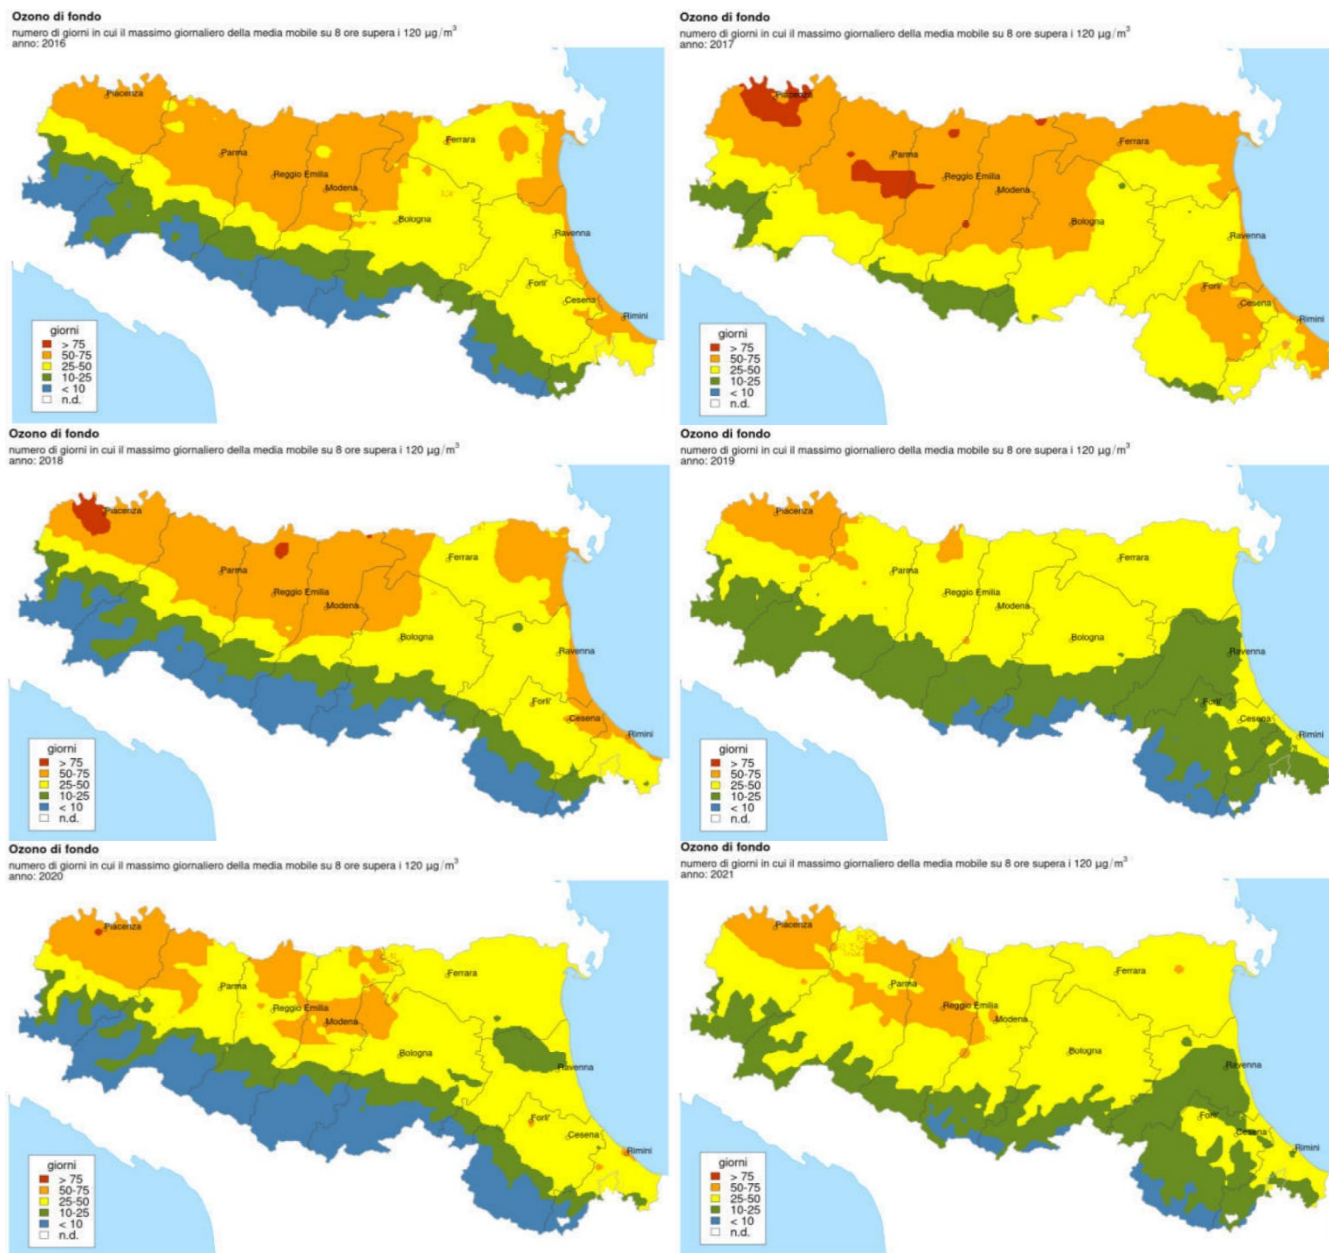 Ozono di fondo
numero di giorni in cui il massimo giornaliero della media mobile su 8 ore supera i 120 µg/m³
anno: 2016
Piacenza
Parma
Reggio Emilia
Modena
Ferrara
Bologna
Ravenna
Forli'
Cesena
Rimini
giorni
> 75
50-75
25-50
10-25
< 10
n.d.
Ozono di fondo
numero di giorni in cui il massimo giornaliero della media mobile su 8 ore supera i 120 µg/m³
anno: 2017
Piacenza
Parma
Reggio Emilia
Modena
Ferrara
Bologna
Ravenna
Forli'
Cesena
Rimini
giorni
> 75
50-75
25-50
10-25
< 10
n.d.
Ozono di fondo
numero di giorni in cui il massimo giornaliero della media mobile su 8 ore supera i 120 µg/m³
anno: 2018
Piacenza
Parma
Reggio Emilia
Modena
Ferrara
Bologna
Ravenna
Forli'
Cesena
Rimini
giorni
> 75
50-75
25-50
10-25
< 10
n.d.
Ozono di fondo
numero di giorni in cui il massimo giornaliero della media mobile su 8 ore supera i 120 µg/m³
anno: 2019
Piacenza
Parma
Reggio Emilia
Modena
Ferrara
Bologna
Ravenna
Forli'
Cesena
Rimini
giorni
> 75
50-75
25-50
10-25
< 10
n.d.
Ozono di fondo
numero di giorni in cui il massimo giornaliero della media mobile su 8 ore supera i 120 µg/m³
anno: 2020
Piacenza
Parma
Reggio Emilia
Modena
Ferrara
Bologna
Ravenna
Forli'
Cesena
Rimini
giorni
> 75
50-75
25-50
10-25
< 10
n.d.
Ozono di fondo
numero di giorni in cui il massimo giornaliero della media mobile su 8 ore supera i 120 µg/m³
anno: 2021
Piacenza
Parma
Reggio Emilia
Modena
Ferrara
Bologna
Ravenna
Forli'
Cesena
Rimini
giorni
> 75
50-75
25-50
10-25
< 10
n.d.